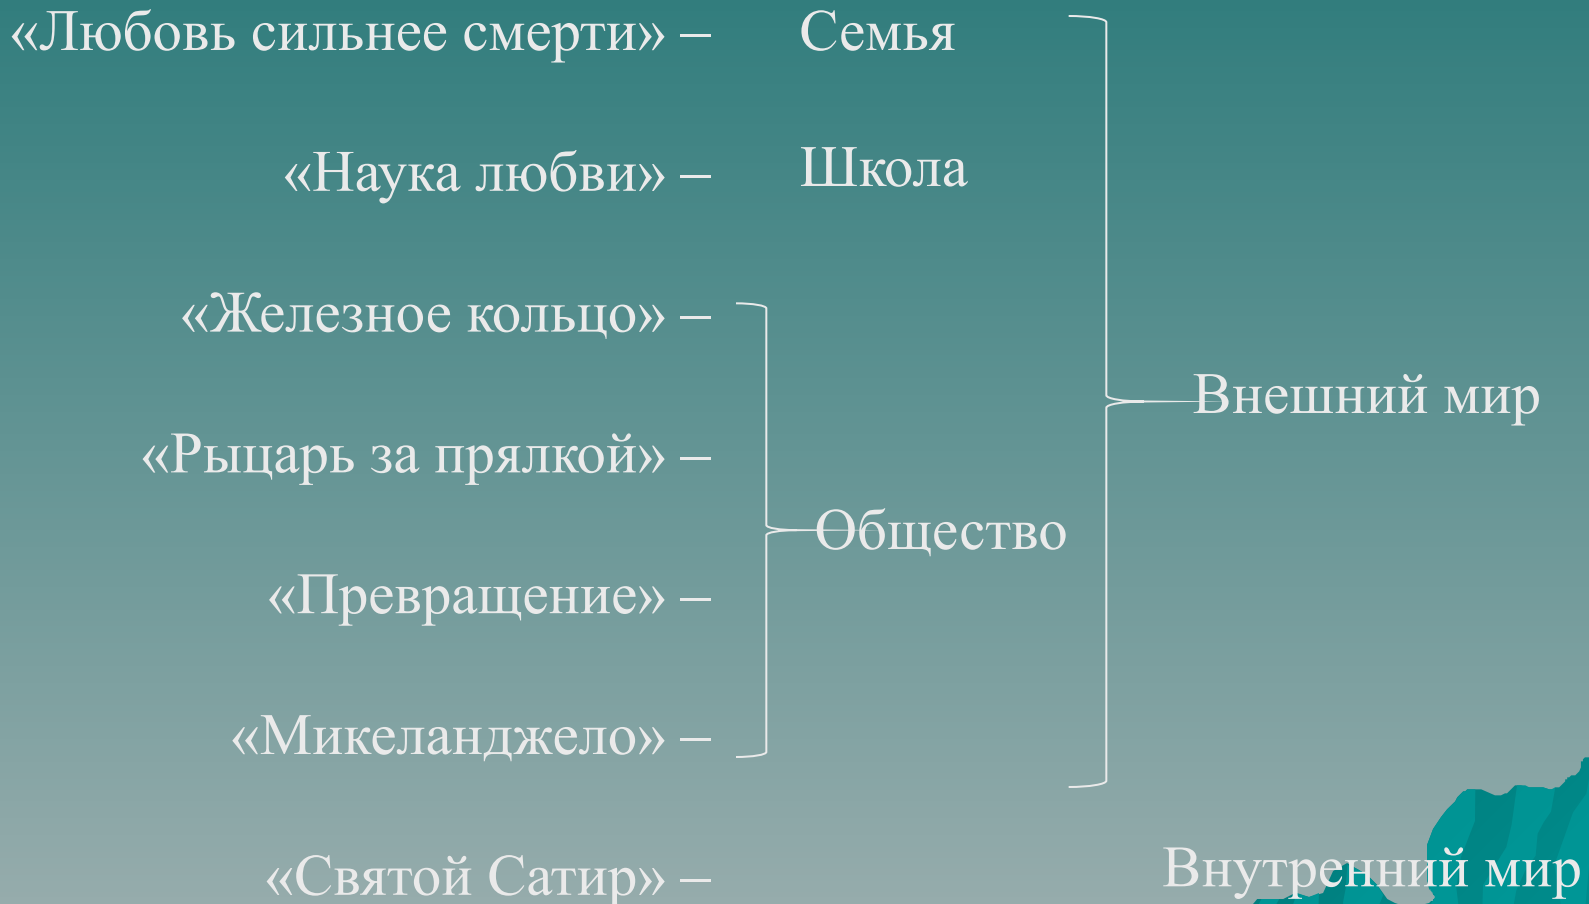 «Любовь сильнее смерти» – Семья
«Наука любви» – Школа
«Железное кольцо» –
Внешний мир
«Рыцарь за прялкой» –
Общество
«Превращение» –
«Микеланджело» –
«Святой Сатир» – Внутренний мир